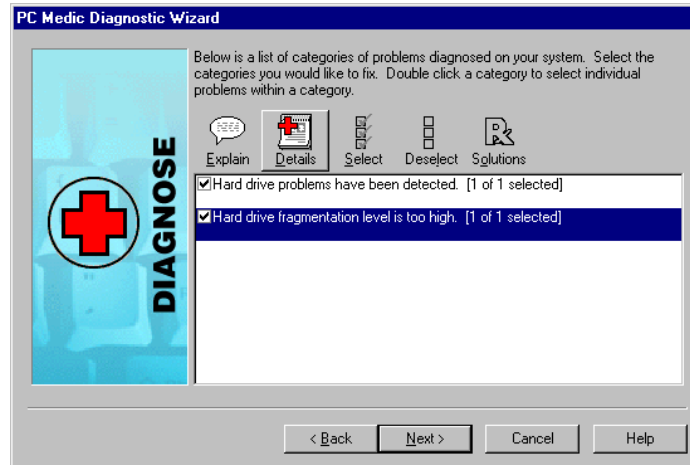 PC Medic Diagnostic Wizard
Below is a list of categories of problems diagnosed on your system.  Select the
categories you would like to fix.  Double click a category to select individual
problems within a category.
Explain Details Select Deselect Solutions
Hard drive problems have been detected.  [1 of 1 selected]
Hard drive fragmentation level is too high.  [1 of 1 selected]
DIAGNOSE
< Back Next > Cancel Help